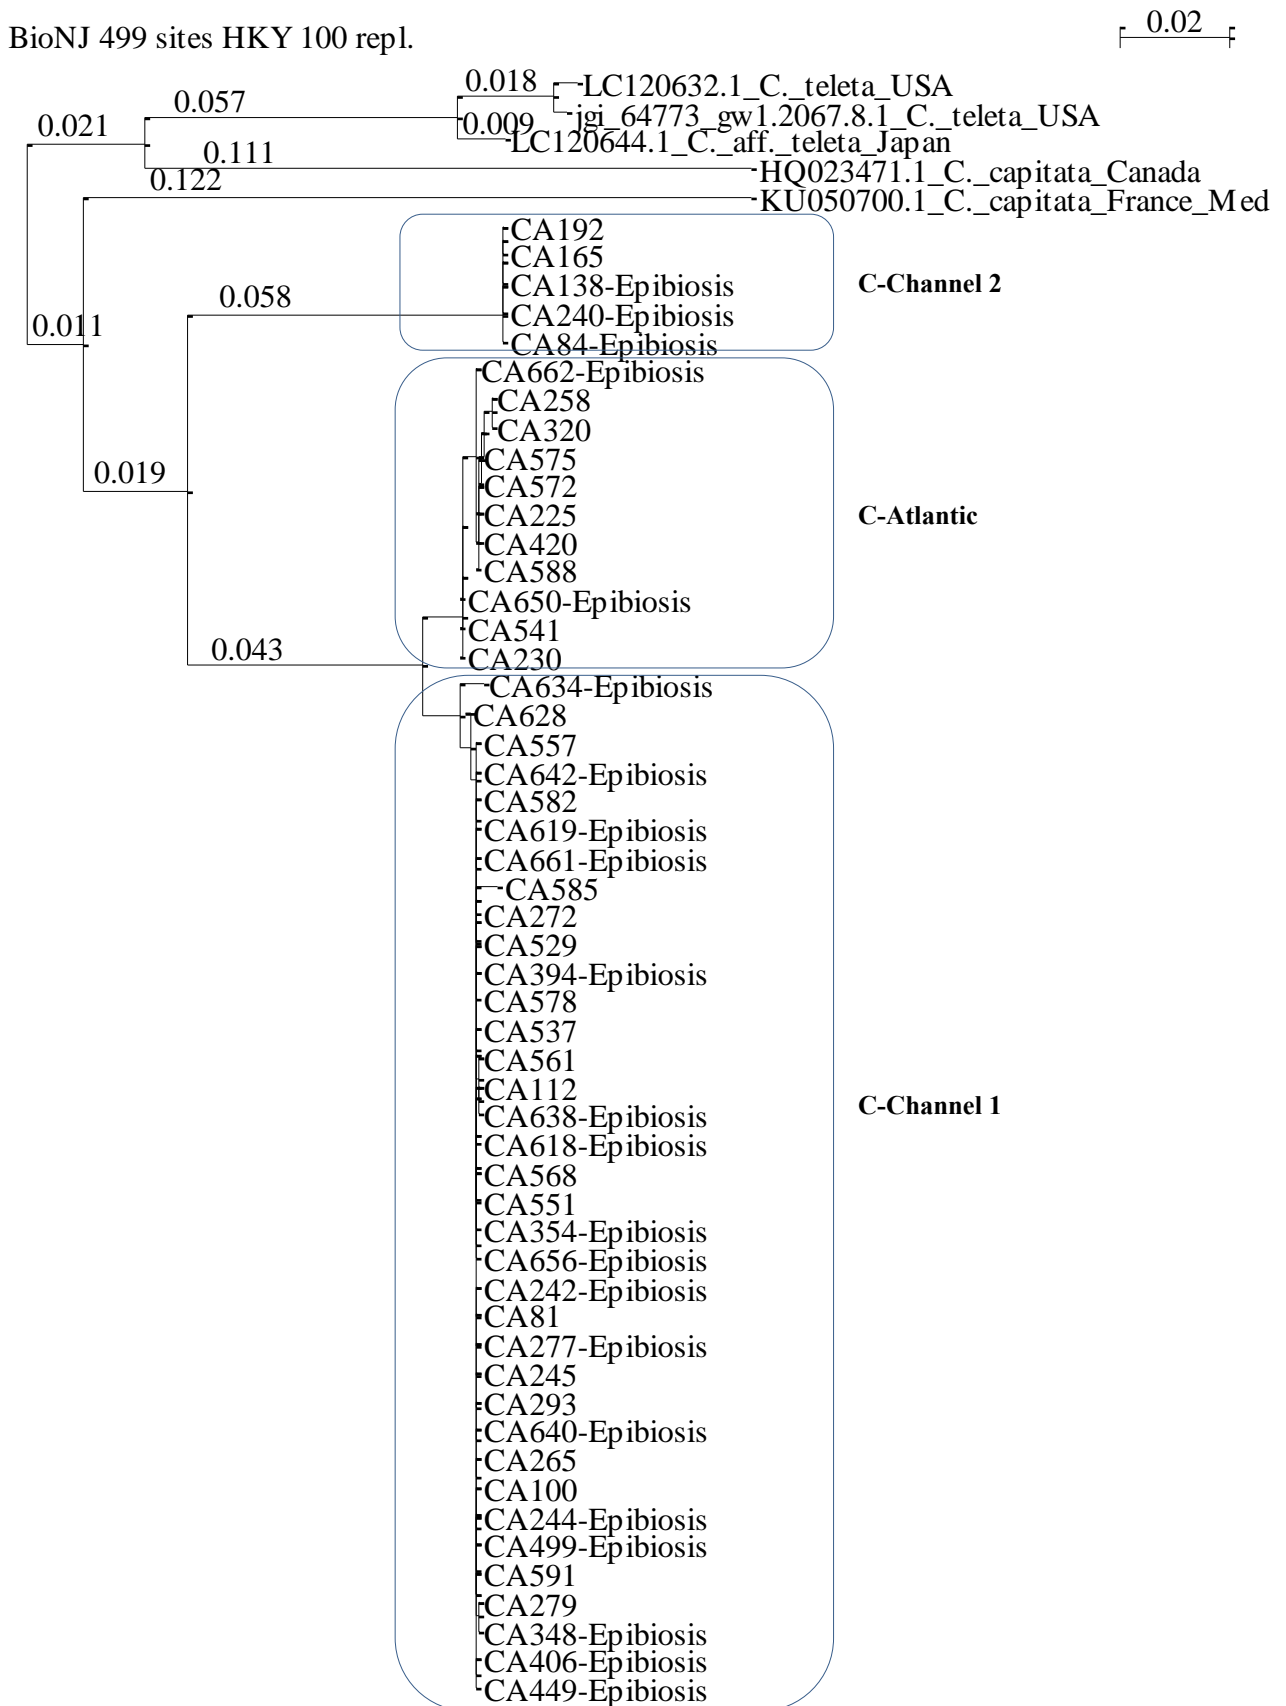 BioNJ 499 sites HKY 100 repl.
0.02
0.018
LC120632.1_C._teleta_USA
0.057
jgi_64773_gw1.2067.8.1_C._teleta_USA
0.021
0.009
LC120644.1_C._aff._teleta_Japan
0.111
HQ023471.1_C._capitata_Canada
0.122
KU050700.1_C._capitata_France_Med
CA192
CA165
CA138-Epibiosis
C-Channel 2
0.058
CA240-Epibiosis
0.011
CA84-Epibiosis
CA662-Epibiosis
CA258
CA320
CA575
0.019
CA572
CA225
C-Atlantic
CA420
CA588
CA650-Epibiosis
CA541
0.043
CA230
CA634-Epibiosis
CA628
CA557
CA642-Epibiosis
CA582
CA619-Epibiosis
CA661-Epibiosis
CA585
CA272
CA529
CA394-Epibiosis
CA578
CA537
CA561
CA112
C-Channel 1
CA638-Epibiosis
CA618-Epibiosis
CA568
CA551
CA354-Epibiosis
CA656-Epibiosis
CA242-Epibiosis
CA81
CA277-Epibiosis
CA245
CA293
CA640-Epibiosis
CA265
CA100
CA244-Epibiosis
CA499-Epibiosis
CA591
CA279
CA348-Epibiosis
CA406-Epibiosis
CA449-Epibiosis